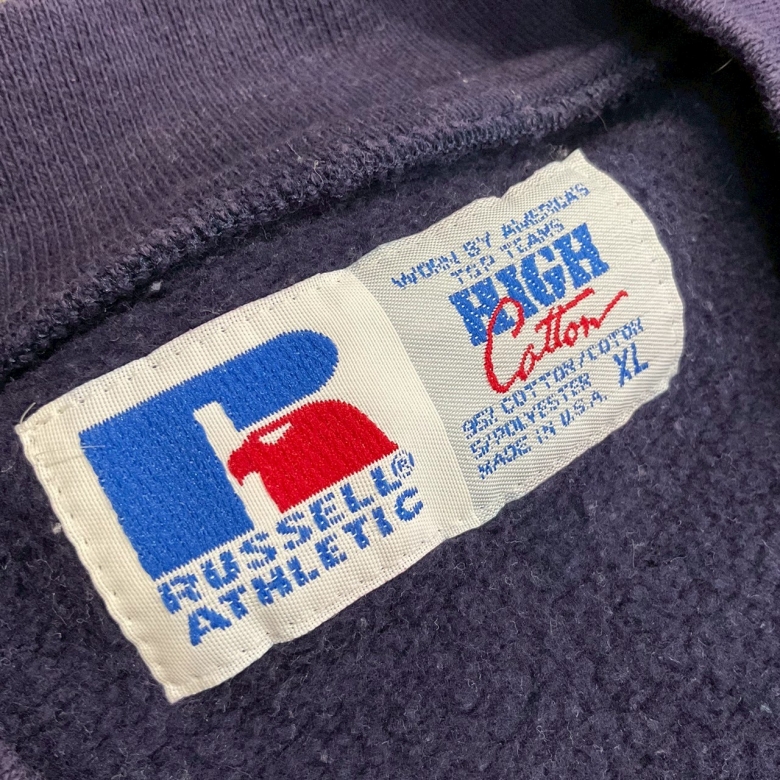 RUSSELL®
ATHLETIC
WORN BY AMERICA'S
TOP TEAMS
HIGH
Cotton
95% COTTON/COTON
5/POLYESTER XL
MADE IN U.S.A.